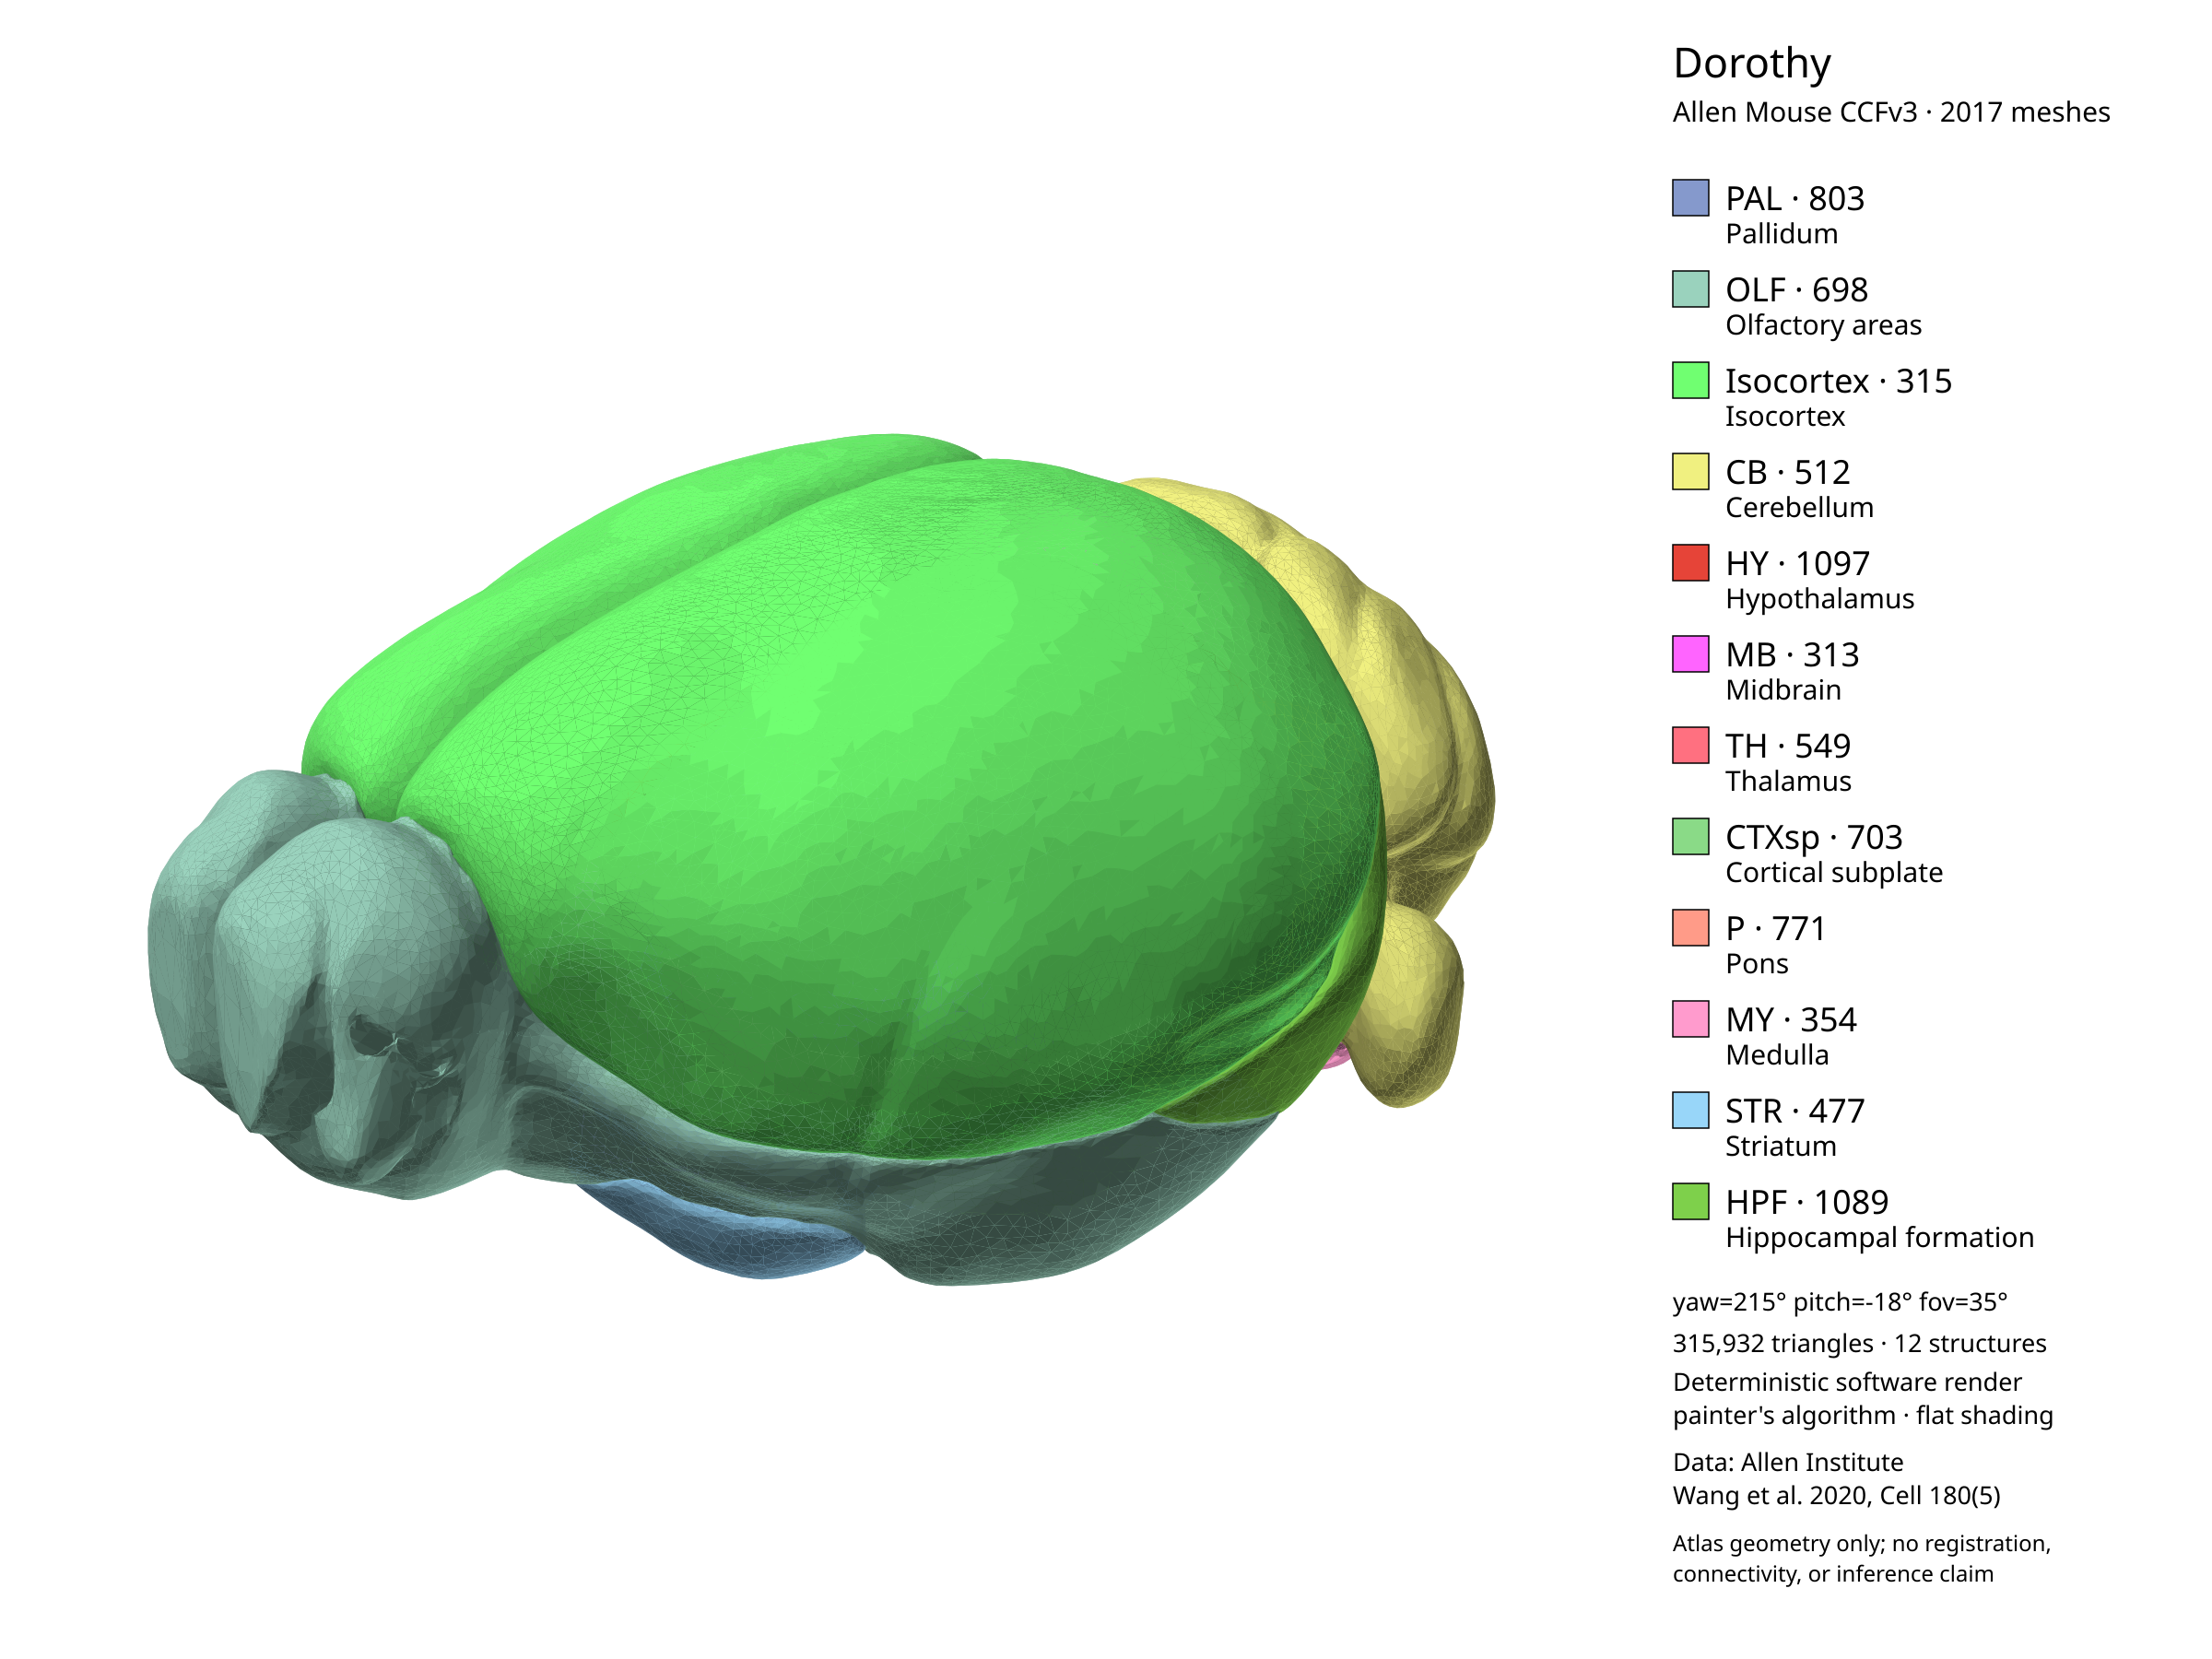 Dorothy
Allen Mouse CCFv3 · 2017 meshes
PAL · 803
Pallidum
OLF · 698
Olfactory areas
Isocortex · 315
Isocortex
CB · 512
Cerebellum
HY · 1097
Hypothalamus
MB · 313
Midbrain
TH · 549
Thalamus
CTXsp · 703
Cortical subplate
P · 771
Pons
MY · 354
Medulla
STR · 477
Striatum
HPF · 1089
Hippocampal formation
yaw=215° pitch=-18° fov=35°
315,932 triangles · 12 structures
Deterministic software render
painter's algorithm · flat shading
Data: Allen Institute
Wang et al. 2020, Cell 180(5)
Atlas geometry only; no registration,
connectivity, or inference claim